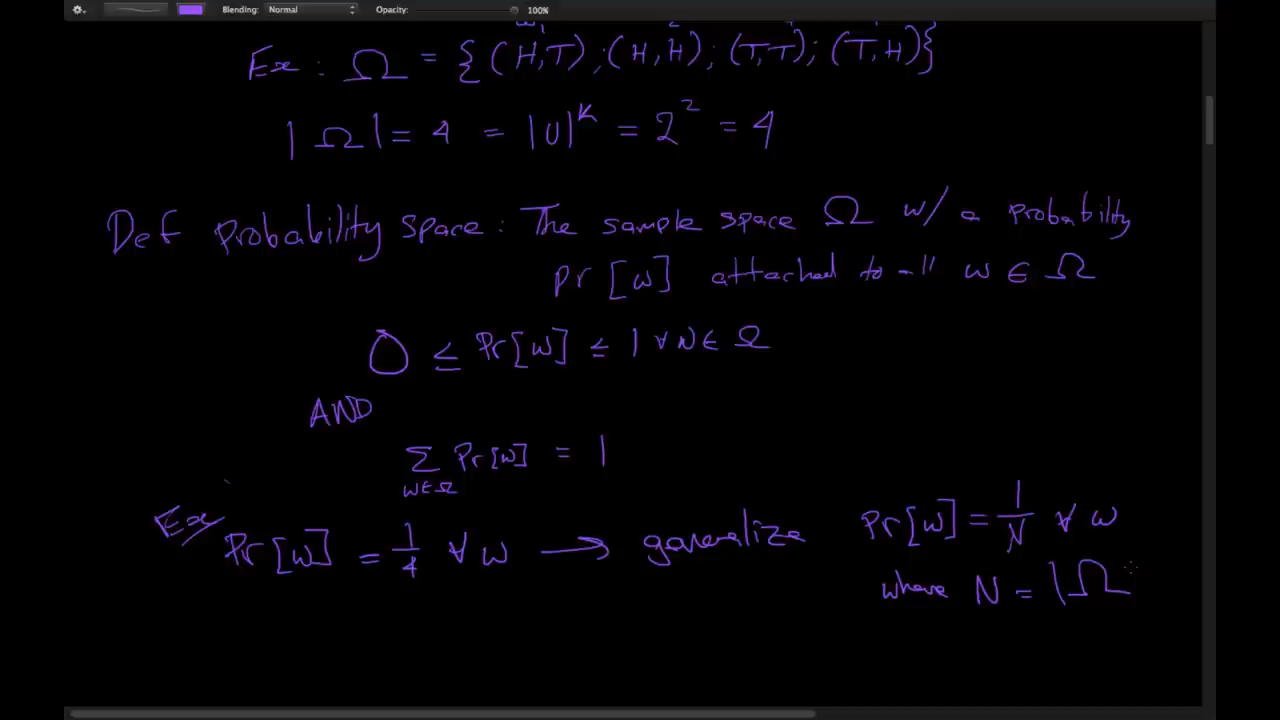 Blending: Normal Opacity: 100%
Ex: Ω = {(H,T);(H,H);(T,T);(T,H)}
|Ω| = 4 = |U|^k = 2^2 = 4
Def Probability space: The sample space Ω w/ a probability
Pr[w] attached to all w ∈ Ω
0 ≤ Pr[w] ≤ 1 ∀ w ∈ Ω
AND
Σ Pr[w] = 1
w∈Ω
Ex Pr[w] = 1/4 ∀ w → generalize Pr[w] = 1/N ∀ w
where N = |Ω